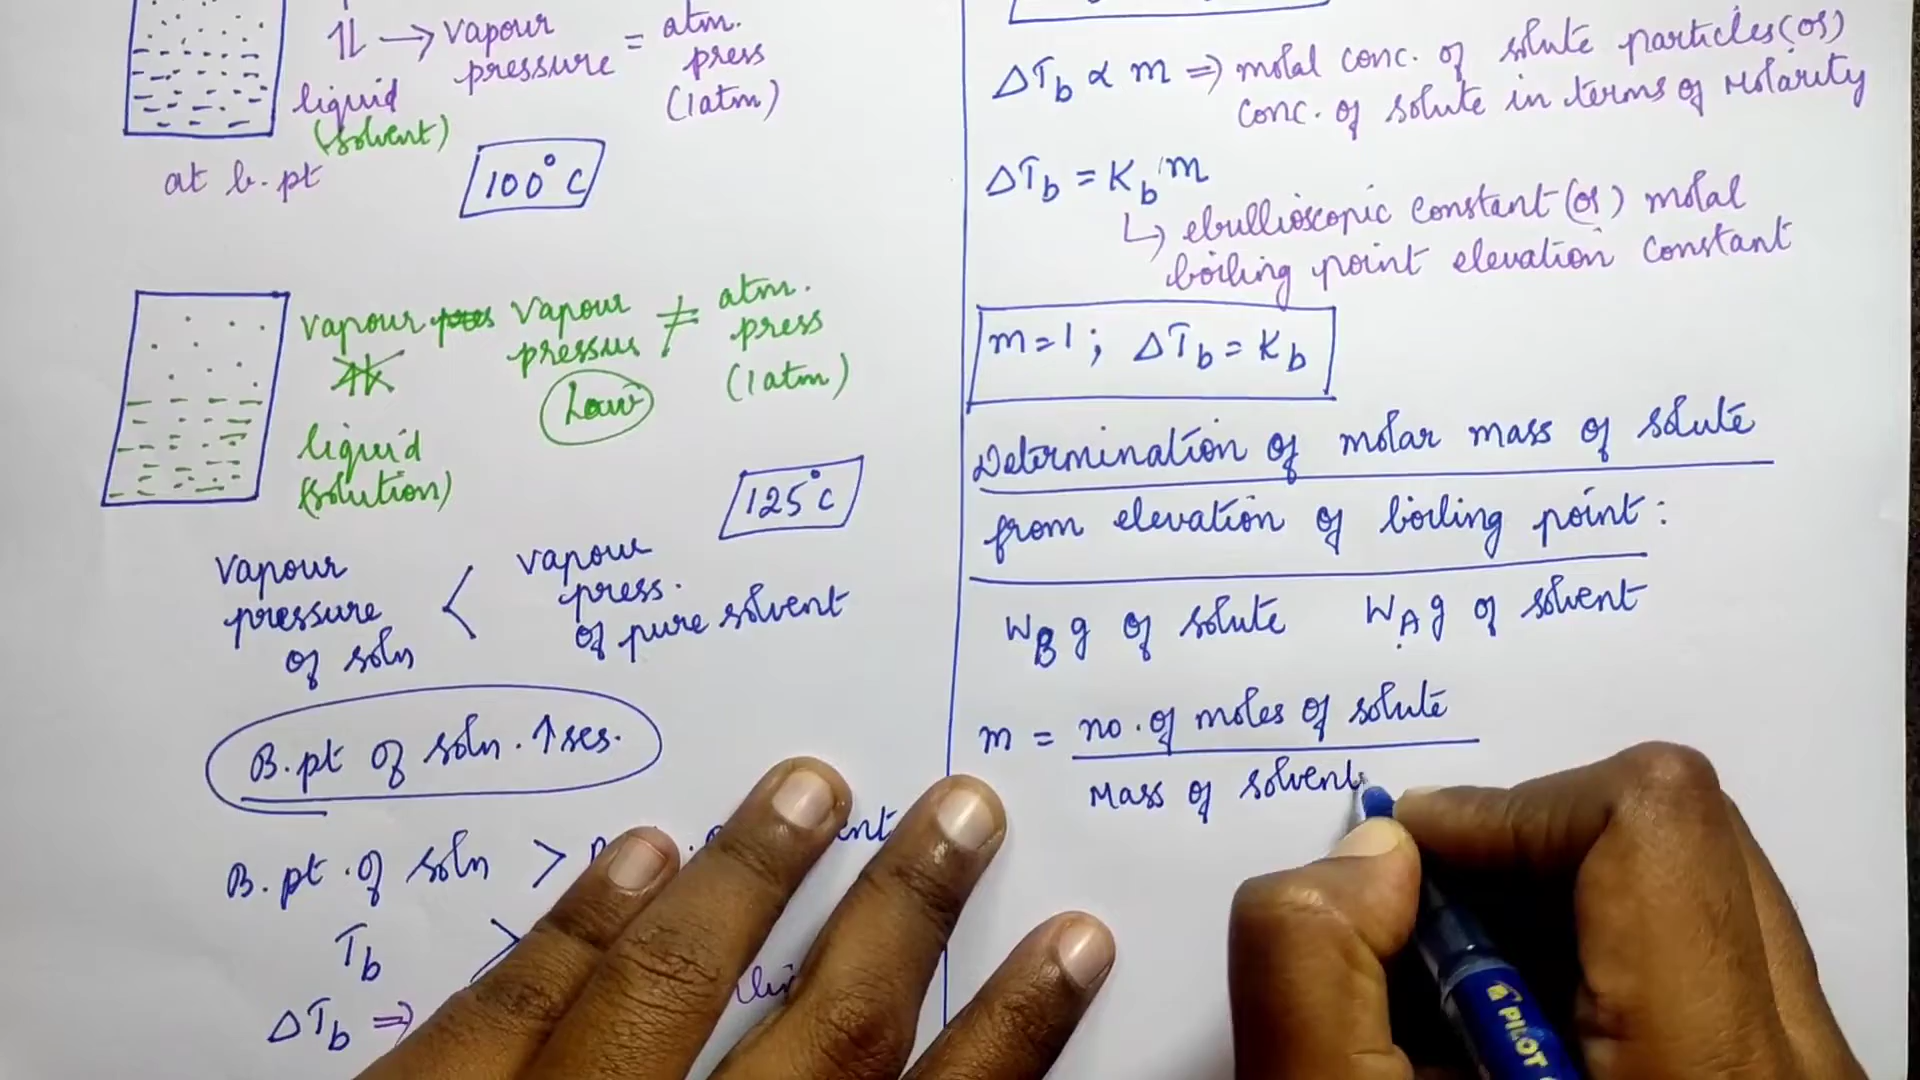 ⥮ → vapour pressure = atm. press (1atm)
liquid
(solvent)
at b.pt
100°C
vapour vapour pressur ≠ atm. press (1atm)
Low
liquid
(solution)
125°C
vapour pressure of soln < vapour press. of pure solvent
B.pt of soln. ↑ses.
B.pt. of soln >
Tb >
ΔTb ⇒
ΔTb ∝ m ⇒ molal conc. of solute particles(or)
conc. of solute in terms of Molarity
ΔTb = Kb m
↳ ebullioscopic constant (or) molal
boiling point elevation constant
m=1 ; ΔTb = Kb
Determination of molar mass of solute
from elevation of boiling point:
WB g of solute WA g of solvent
m = no. of moles of solute
Mass of solvent
PILOT